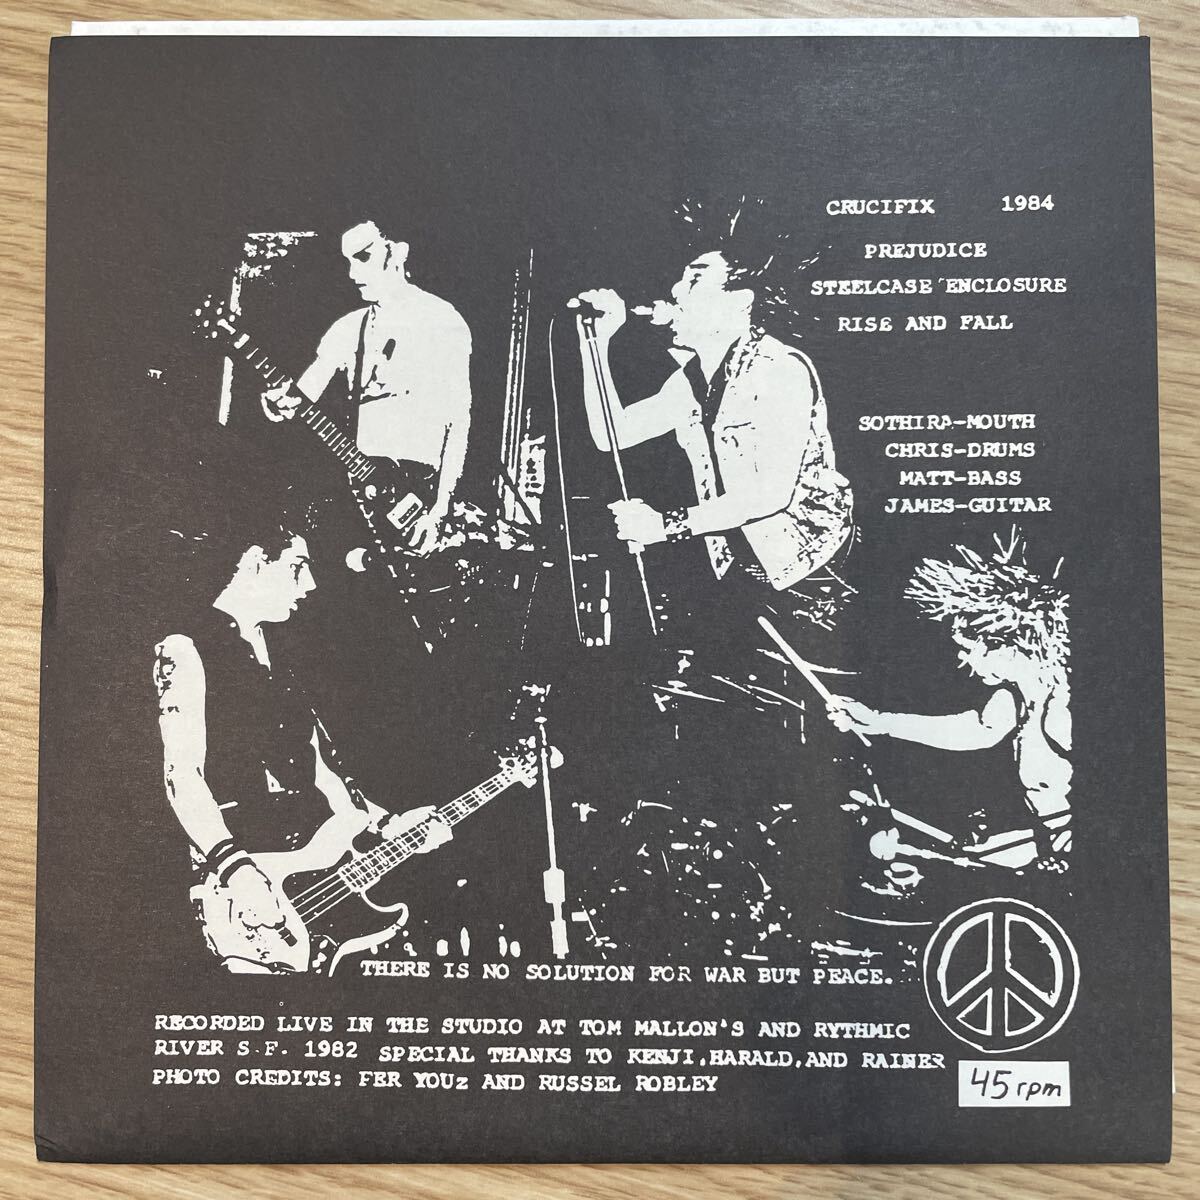 CRUCIFIX 1984
PREJUDICE
STEELCASE ENCLOSURE
RISE AND FALL
SOTHIRA-MOUTH
CHRIS-DRUMS
MATT-BASS
JAMES-GUITAR
THERE IS NO SOLUTION FOR WAR BUT PEACE.
RECORDED LIVE IN THE STUDIO AT TOM MALLON'S AND RYTHMIC
RIVER S.F. 1982 SPECIAL THANKS TO KENJI,HARALD,AND RAINER
PHOTO CREDITS: FER YOUz AND RUSSEL ROBLEY
45 rpm